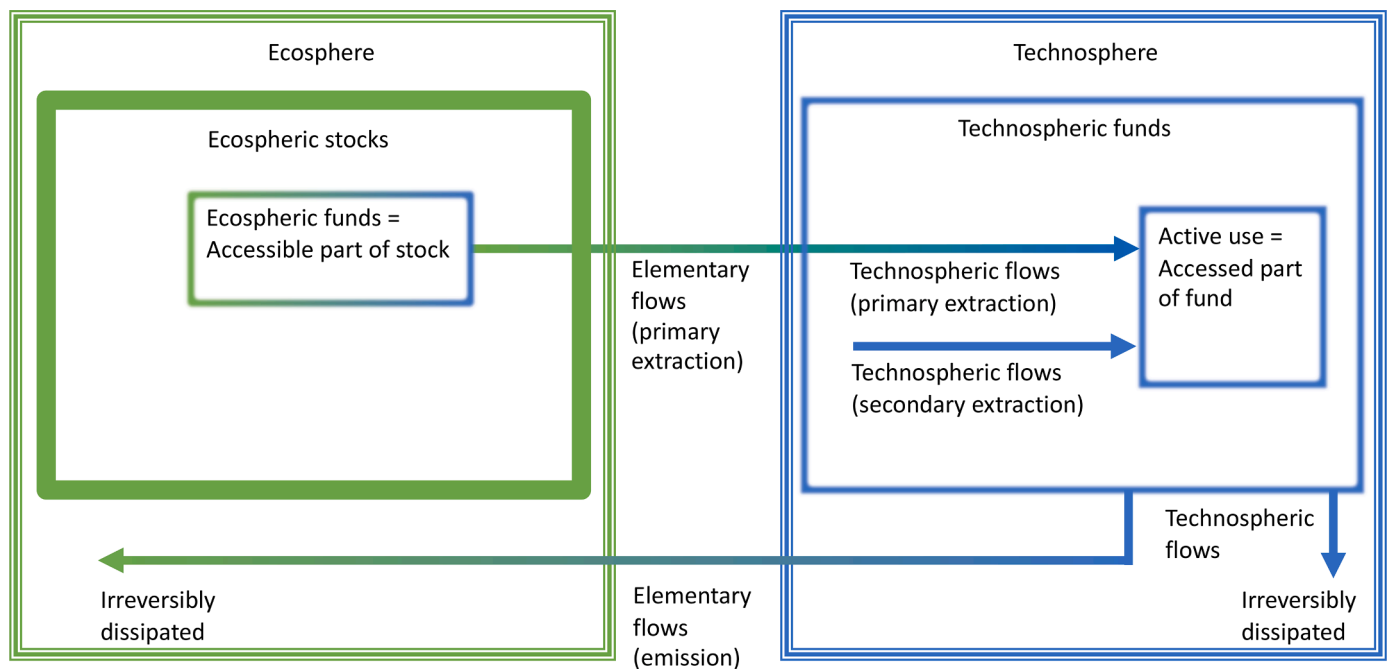 Ecosphere
Ecospheric stocks
Ecospheric funds =
Accessible part of stock
Elementary
flows
(primary
extraction)
Technosphere
Technospheric funds
Technospheric flows
(primary extraction)
Technospheric flows
(secondary extraction)
Active use =
Accessed part
of fund
Technospheric
flows
Irreversibly
dissipated
Elementary
flows
(emission)
Irreversibly
dissipated